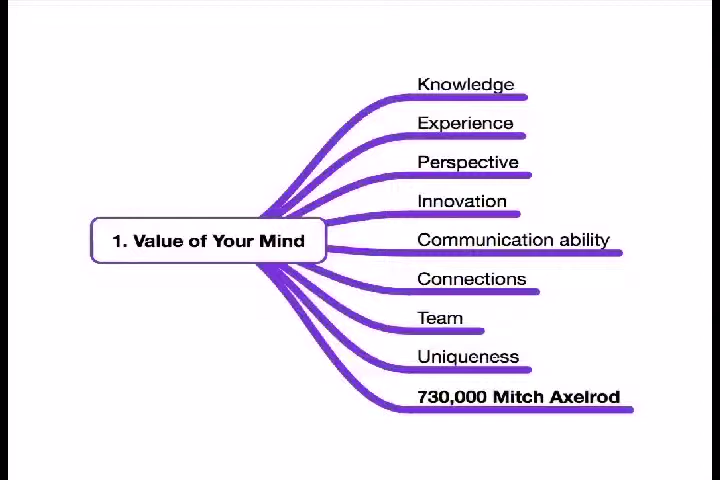 1. Value of Your Mind
Knowledge
Experience
Perspective
Innovation
Communication ability
Connections
Team
Uniqueness
730,000 Mitch Axelrod